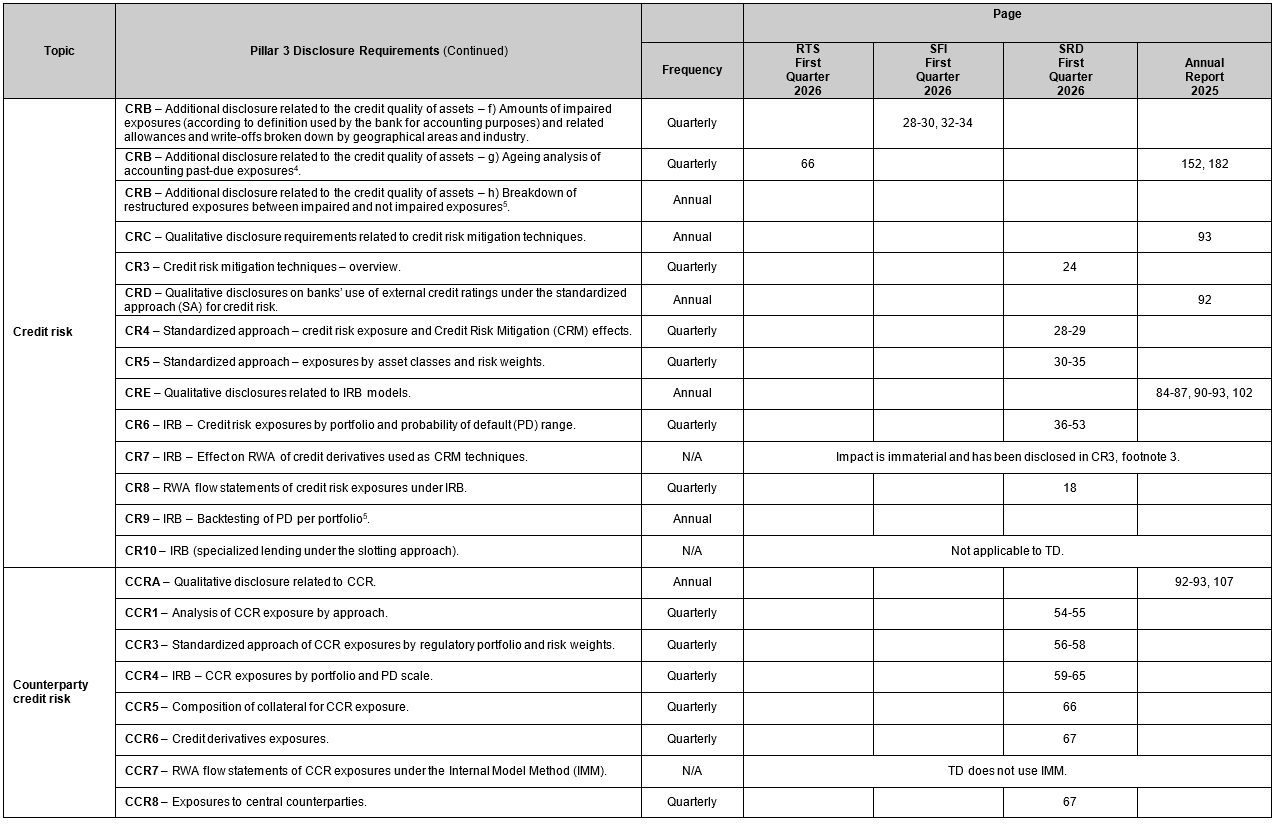 Topic
Pillar 3 Disclosure Requirements (Continued)
Page
Frequency
RTS
First
Quarter
2026
SFI
First
Quarter
2026
SRD
First
Quarter
2026
Annual
Report
2025
Credit risk
CRB – Additional disclosure related to the credit quality of assets – f) Amounts of impaired
exposures (according to definition used by the bank for accounting purposes) and related
allowances and write-offs broken down by geographical areas and industry.
Quarterly
28-30, 32-34
CRB – Additional disclosure related to the credit quality of assets – g) Ageing analysis of
accounting past-due exposures⁴.
Quarterly
66
152, 182
CRB – Additional disclosure related to the credit quality of assets – h) Breakdown of
restructured exposures between impaired and not impaired exposures⁵.
Annual
CRC – Qualitative disclosure requirements related to credit risk mitigation techniques.
Annual
93
CR3 – Credit risk mitigation techniques – overview.
Quarterly
24
CRD – Qualitative disclosures on banks' use of external credit ratings under the standardized
approach (SA) for credit risk.
Annual
92
CR4 – Standardized approach – credit risk exposure and Credit Risk Mitigation (CRM) effects.
Quarterly
28-29
CR5 – Standardized approach – exposures by asset classes and risk weights.
Quarterly
30-35
CRE – Qualitative disclosures related to IRB models.
Annual
84-87, 90-93, 102
CR6 – IRB – Credit risk exposures by portfolio and probability of default (PD) range.
Quarterly
36-53
CR7 – IRB – Effect on RWA of credit derivatives used as CRM techniques.
N/A
Impact is immaterial and has been disclosed in CR3, footnote 3.
CR8 – RWA flow statements of credit risk exposures under IRB.
Quarterly
18
CR9 – IRB – Backtesting of PD per portfolio⁵.
Annual
CR10 – IRB (specialized lending under the slotting approach).
N/A
Not applicable to TD.
Counterparty
credit risk
CCRA – Qualitative disclosure related to CCR.
Annual
92-93, 107
CCR1 – Analysis of CCR exposure by approach.
Quarterly
54-55
CCR3 – Standardized approach of CCR exposures by regulatory portfolio and risk weights.
Quarterly
56-58
CCR4 – IRB – CCR exposures by portfolio and PD scale.
Quarterly
59-65
CCR5 – Composition of collateral for CCR exposure.
Quarterly
66
CCR6 – Credit derivatives exposures.
Quarterly
67
CCR7 – RWA flow statements of CCR exposures under the Internal Model Method (IMM).
N/A
TD does not use IMM.
CCR8 – Exposures to central counterparties.
Quarterly
67